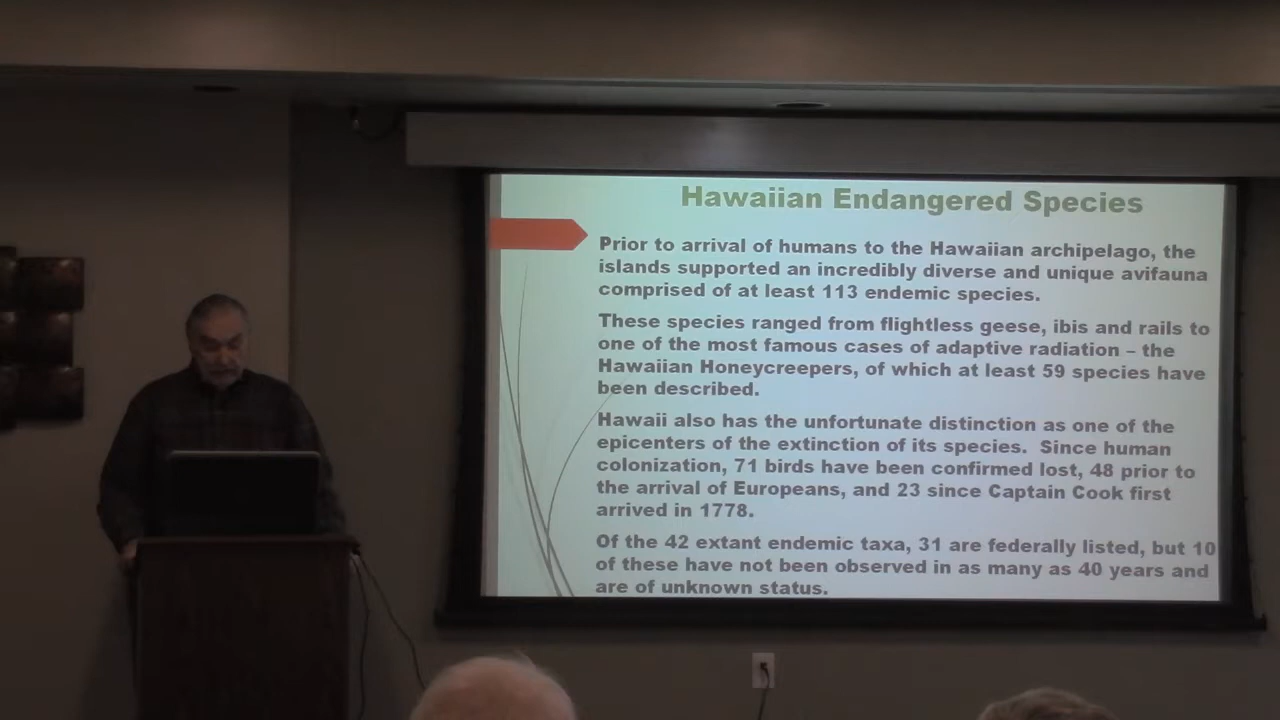 Hawaiian Endangered Species
Prior to arrival of humans to the Hawaiian archipelago, the
islands supported an incredibly diverse and unique avifauna
comprised of at least 113 endemic species.
These species ranged from flightless geese, ibis and rails to
one of the most famous cases of adaptive radiation – the
Hawaiian Honeycreepers, of which at least 59 species have
been described.
Hawaii also has the unfortunate distinction as one of the
epicenters of the extinction of its species. Since human
colonization, 71 birds have been confirmed lost, 48 prior to
the arrival of Europeans, and 23 since Captain Cook first
arrived in 1778.
Of the 42 extant endemic taxa, 31 are federally listed, but 10
of these have not been observed in as many as 40 years and
are of unknown status.